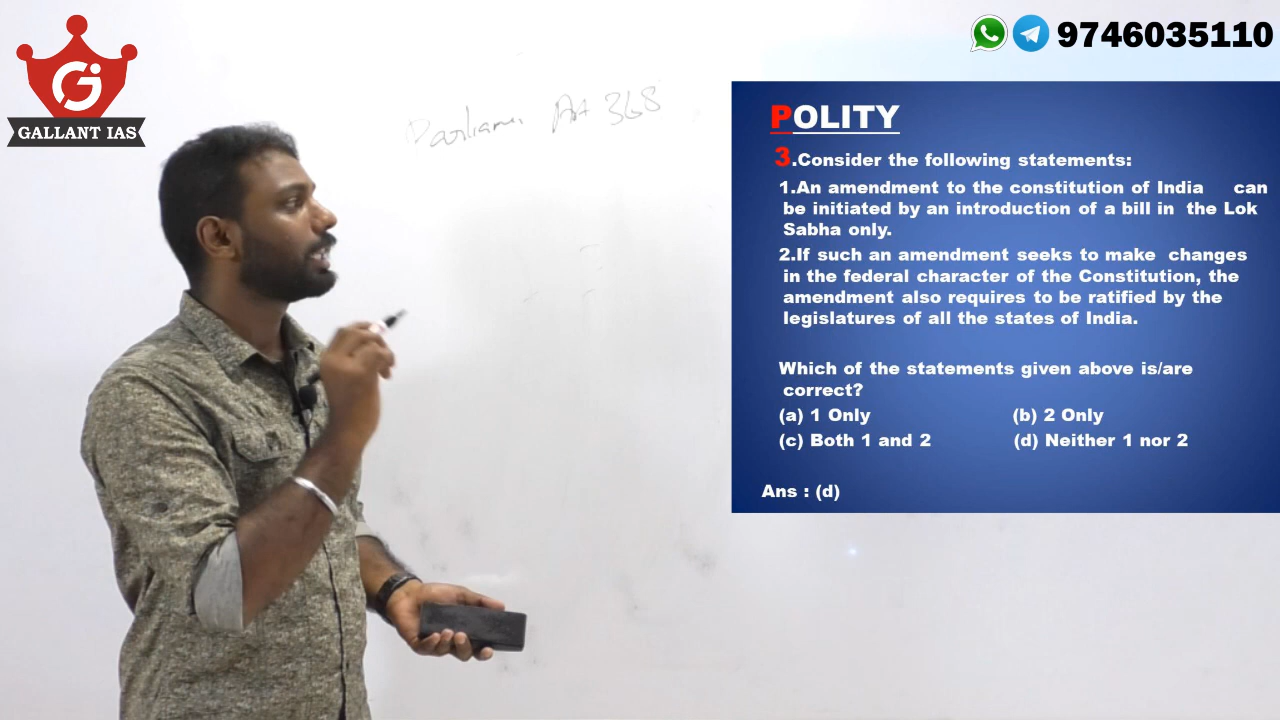 9746035110
GALLANT IAS
Art 368
POLITY
3.Consider the following statements:
1.An amendment to the constitution of India can
be initiated by an introduction of a bill in the Lok
Sabha only.
2.If such an amendment seeks to make changes
in the federal character of the Constitution, the
amendment also requires to be ratified by the
legislatures of all the states of India.
Which of the statements given above is/are
correct?
(a) 1 Only (b) 2 Only
(c) Both 1 and 2 (d) Neither 1 nor 2
Ans : (d)